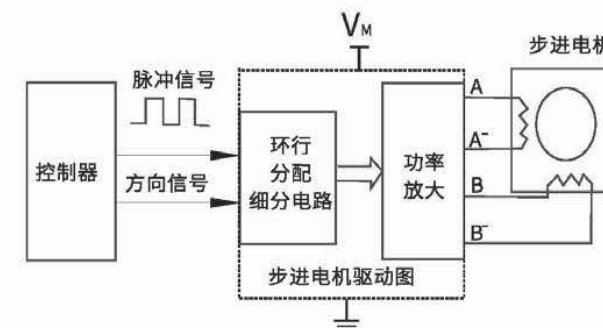 V_M
步进电机
脉冲信号
控制器
方向信号
环行
分配
细分电路
功率
放大
A
A⁻
B
B⁻
步进电机驱动图